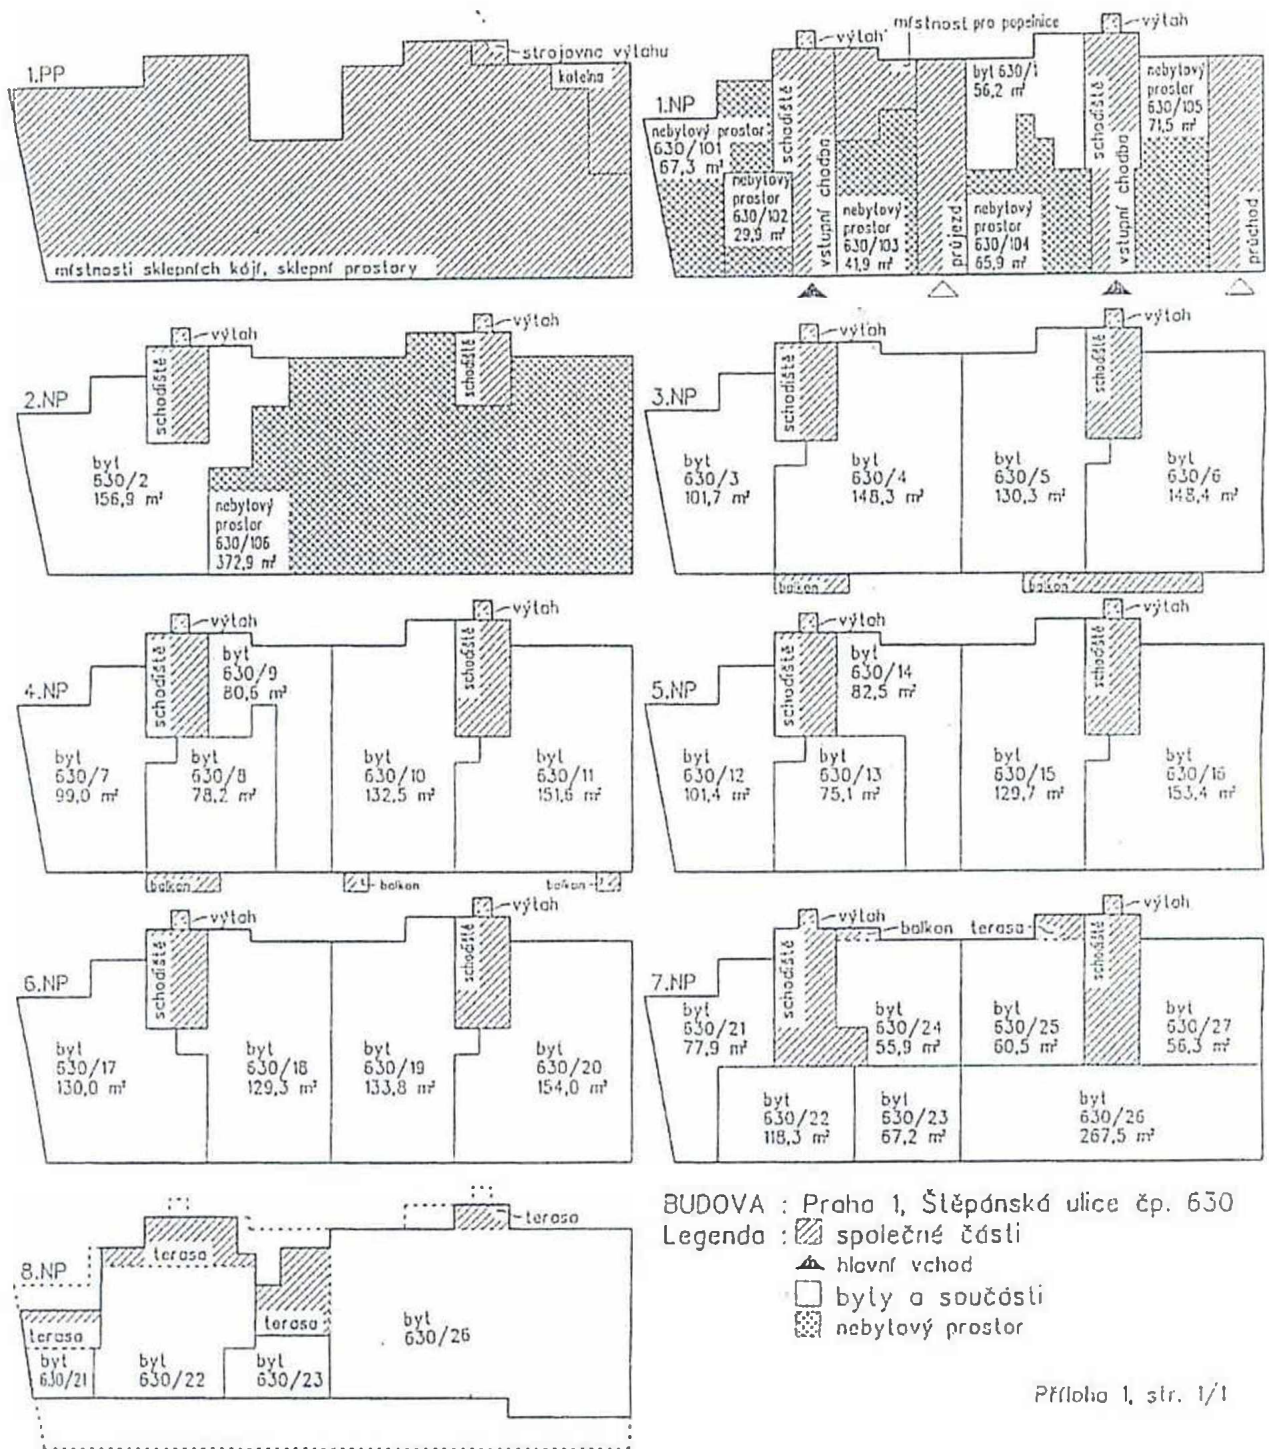 1.PP
strojovna výtahu
kotelna
místnosti sklepních kójí, sklepní prostory
1.NP
výtah
místnost pro popelnice
výtah
nebytový prostor
630/101
67,3 m²
nebytový
prostor
630/102
29,9 m²
schodiště
vstupní chodba
nebytový
prostor
630/103
41,9 m²
průjezd
byt 630/1
56,2 m²
nebytový
prostor
630/104
65,9 m²
schodiště
vstupní chodba
nebytový
prostor
630/105
71,5 m²
průchod
2.NP
výtah
výtah
schodiště
schodiště
byt
630/2
156,9 m²
nebytový
prostor
630/106
372,9 m²
3.NP
výtah
výtah
schodiště
schodiště
byt
630/3
101,7 m²
byt
630/4
148,3 m²
byt
630/5
130,3 m²
byt
630/6
148,4 m²
balkon
balkon
4.NP
výtah
výtah
schodiště
schodiště
byt
630/9
80,6 m²
byt
630/7
99,0 m²
byt
630/8
78,2 m²
byt
630/10
132,5 m²
byt
630/11
151,6 m²
balkon
balkon
balkon
5.NP
výtah
výtah
schodiště
schodiště
byt
630/14
82,5 m²
byt
630/12
101,4 m²
byt
630/13
75,1 m²
byt
630/15
129,7 m²
byt
630/16
153,4 m²
6.NP
výtah
výtah
schodiště
schodiště
byt
630/17
130,0 m²
byt
630/18
129,3 m²
byt
630/19
133,8 m²
byt
630/20
154,0 m²
7.NP
výtah
balkon
terasa
výtah
schodiště
schodiště
byt
630/21
77,9 m²
byt
630/24
55,9 m²
byt
630/25
60,5 m²
byt
630/27
56,3 m²
byt
630/22
118,3 m²
byt
630/23
67,2 m²
byt
630/26
267,5 m²
8.NP
terasa
terasa
terasa
terasa
byt
630/21
byt
630/22
byt
630/23
byt
630/26
BUDOVA : Praha 1, Štěpánská ulice čp. 630
Legenda :
společné části
hlavní vchod
byty a součásti
nebytový prostor
Příloha 1, str. 1/1